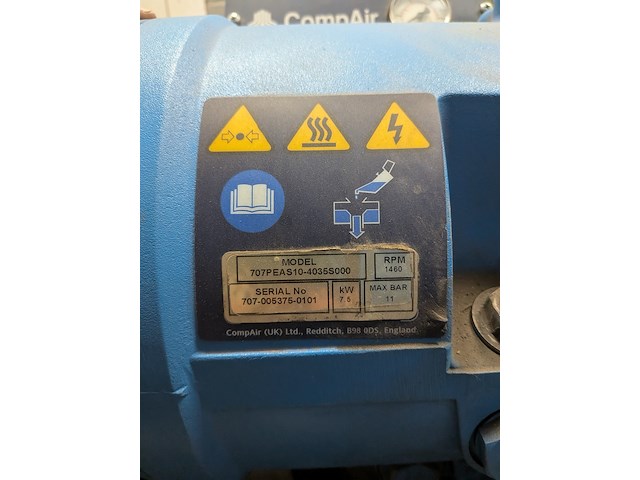 CompAir
MODEL
707PEAS10-4035S000
RPM
1460
SERIAL No
707-005375-0101
kW
7.5
MAX BAR
11
CompAir (UK) Ltd., Redditch, B98 0DS, England